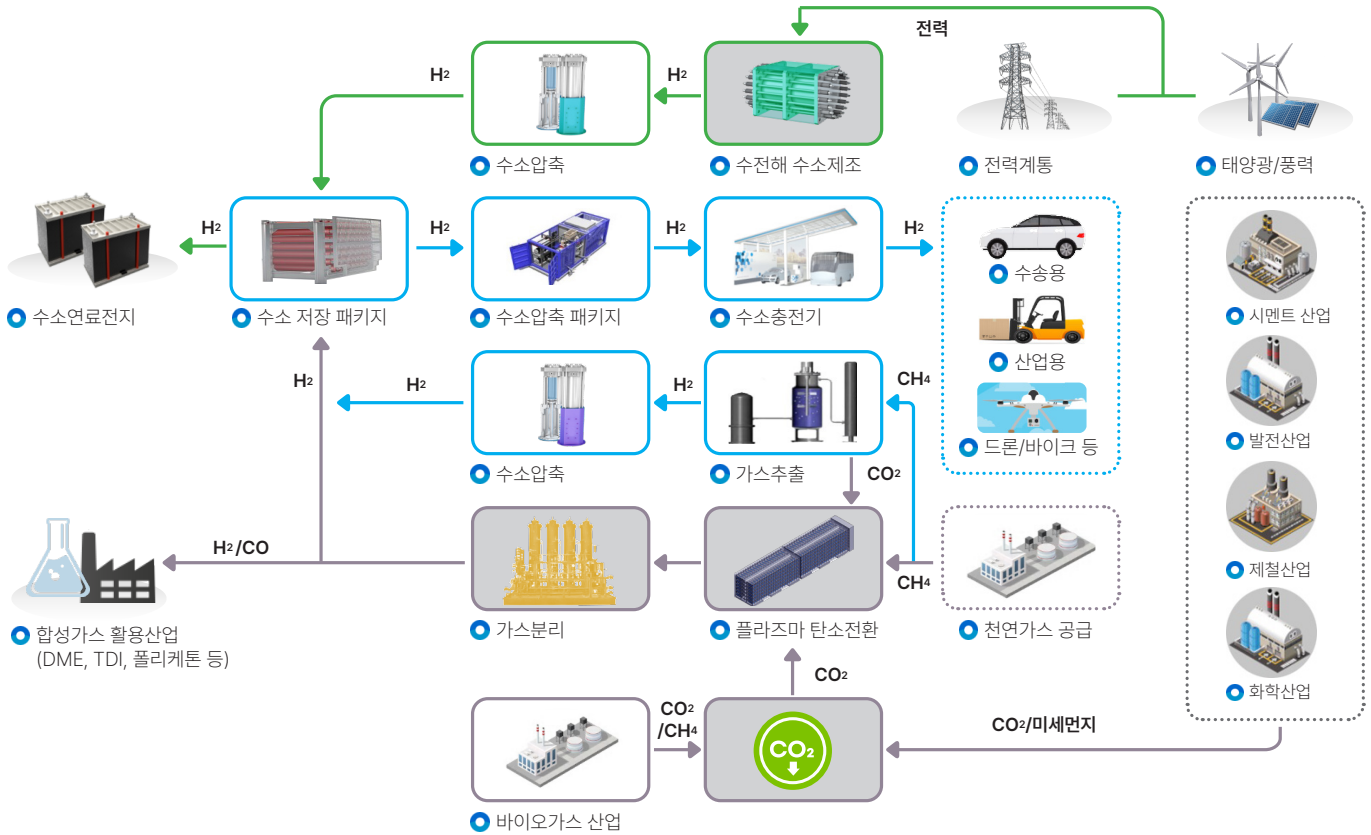 전력
H2
H2
수소압축
수전해 수소제조
전력계통
태양광/풍력
H2
H2
H2
H2
수소연료전지
수소 저장 패키지
수소압축 패키지
수소충전기
수송용
산업용
드론/바이크 등
시멘트 산업
발전산업
제철산업
화학산업
H2
H2
H2
CH4
수소압축
가스추출
CO2
H2/CO
CH4
합성가스 활용산업
(DME, TDI, 폴리케톤 등)
가스분리
플라즈마 탄소전환
천연가스 공급
CO2
CO2
/CH4
CO2
CO2/미세먼지
바이오가스 산업